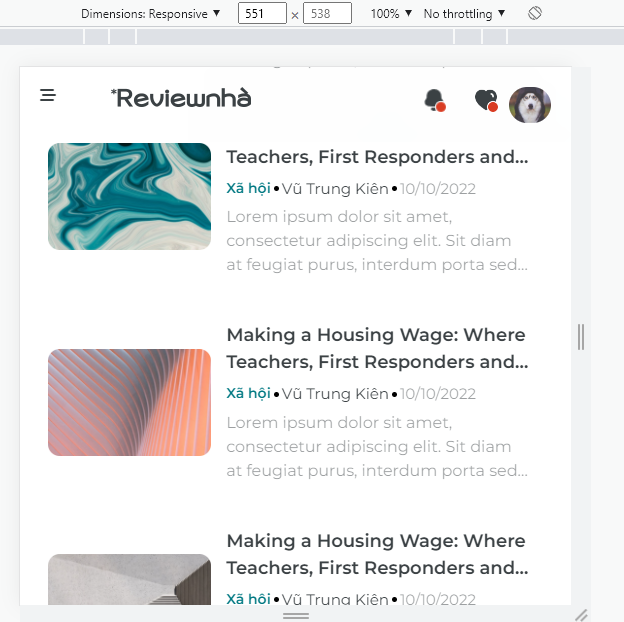 Dimensions: Responsive ▼ 551 × 538 100% ▼ No throttling ▼
*Reviewnhà
Teachers, First Responders and...
Xã hội • Vũ Trung Kiên • 10/10/2022
Lorem ipsum dolor sit amet,
consectetur adipiscing elit. Sit diam
at feugiat purus, interdum porta sed...
Making a Housing Wage: Where
Teachers, First Responders and...
Xã hội • Vũ Trung Kiên • 10/10/2022
Lorem ipsum dolor sit amet,
consectetur adipiscing elit. Sit diam
at feugiat purus, interdum porta sed...
Making a Housing Wage: Where
Teachers, First Responders and...
Xã hội • Vũ Trung Kiên • 10/10/2022